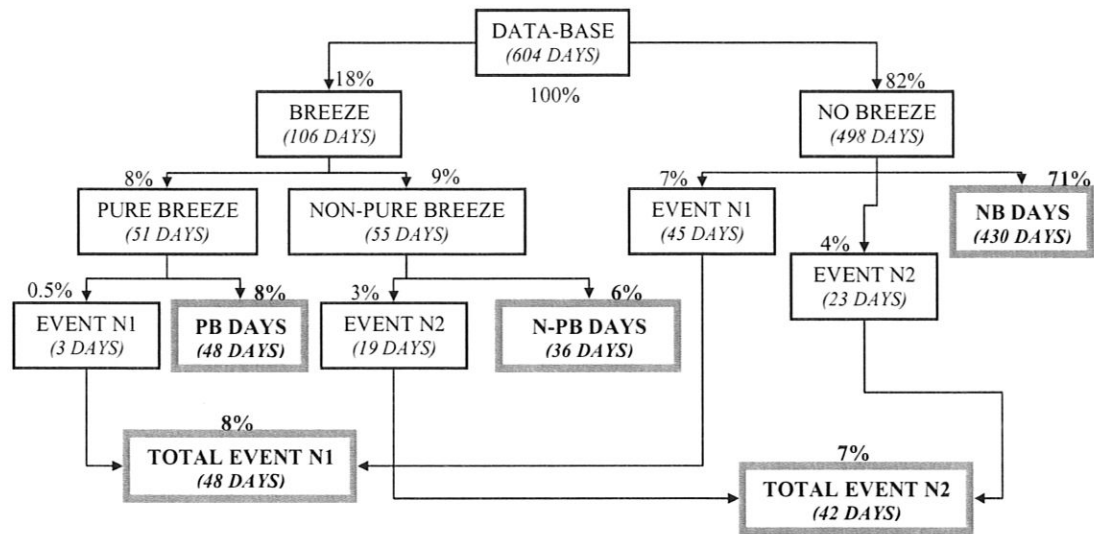 DATA-BASE
(604 DAYS)
100%
18%
BREEZE
(106 DAYS)
82%
NO BREEZE
(498 DAYS)
8%
PURE BREEZE
(51 DAYS)
9%
NON-PURE BREEZE
(55 DAYS)
7%
EVENT N1
(45 DAYS)
71%
NB DAYS
(430 DAYS)
4%
EVENT N2
(23 DAYS)
0.5%
EVENT N1
(3 DAYS)
8%
PB DAYS
(48 DAYS)
3%
EVENT N2
(19 DAYS)
6%
N-PB DAYS
(36 DAYS)
8%
TOTAL EVENT N1
(48 DAYS)
7%
TOTAL EVENT N2
(42 DAYS)